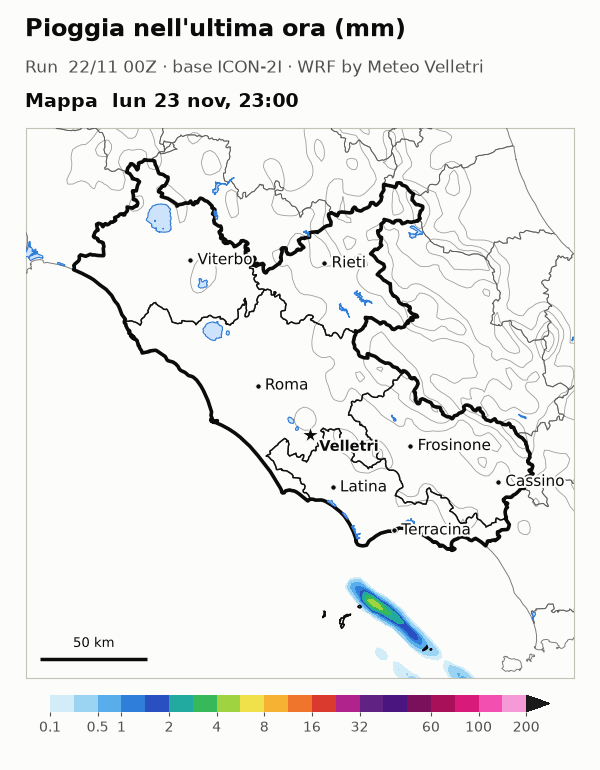 Pioggia nell'ultima ora (mm)
Run  22/11 00Z · base ICON-2I · WRF by Meteo Velletri
Mappa  lun 23 nov, 23:00
Viterbo
Rieti
Roma
Velletri
Frosinone
Latina
Cassino
Terracina
50 km
0.1 0.5 1 2 4 8 16 32 60 100 200